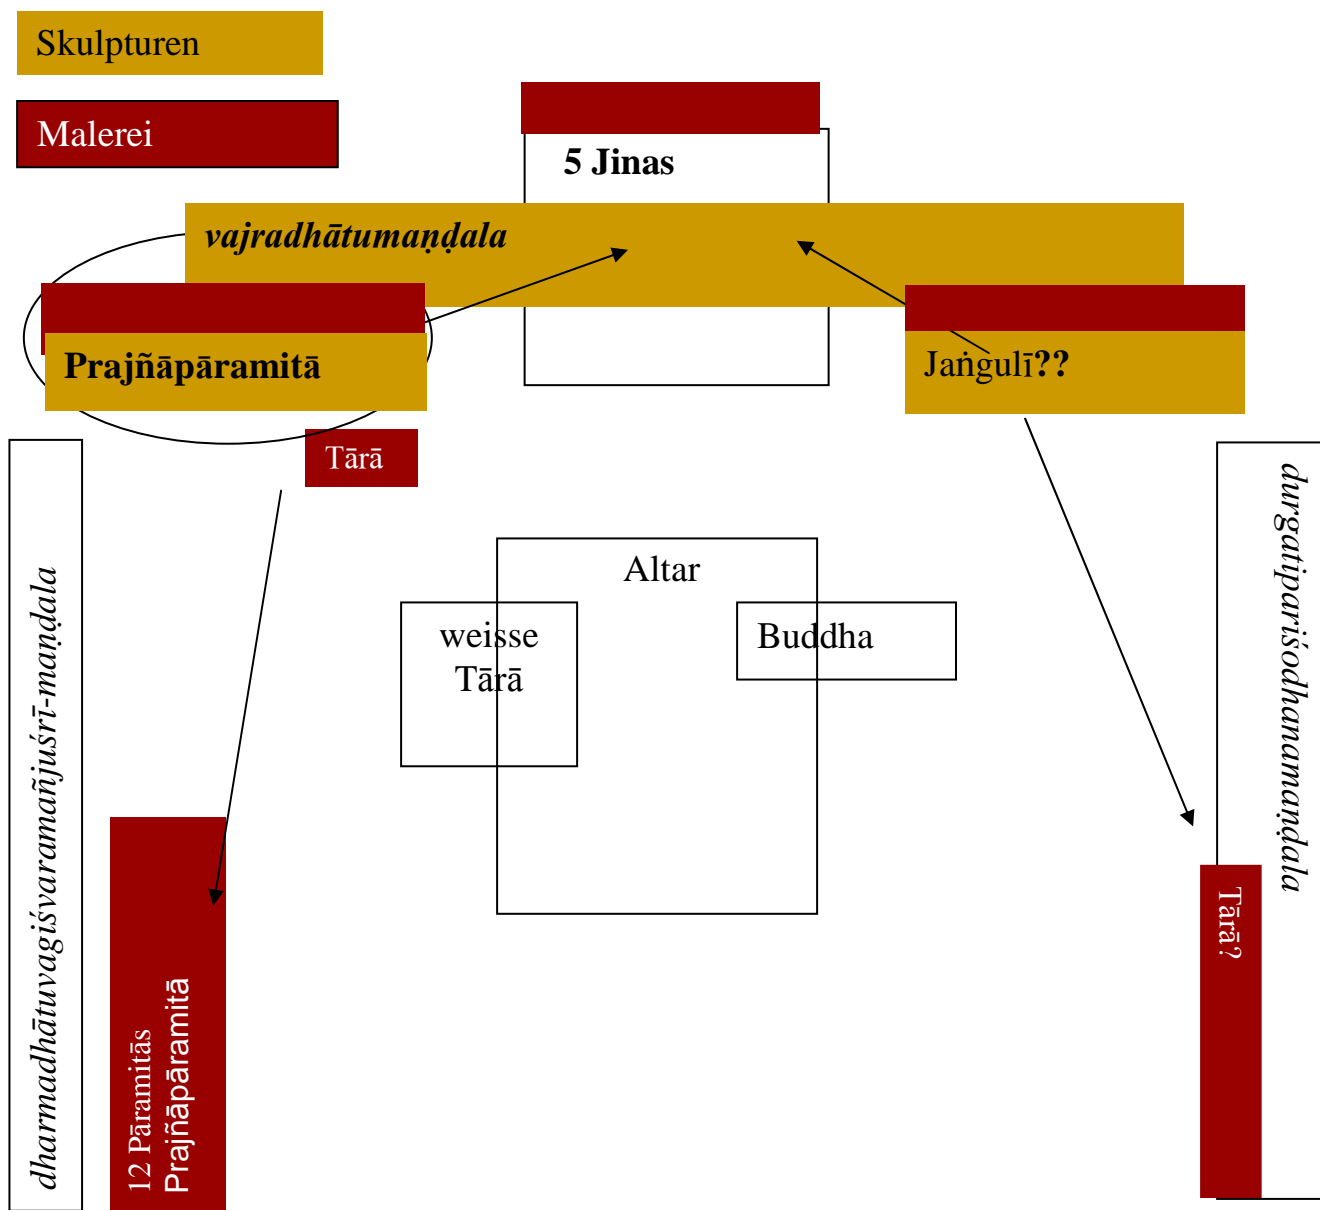 Skulpturen
Malerei
5 Jinas
vajradhātumaṇḍala
Prajñāpāramitā
Jaṅgulī??
Tārā
Altar
weisse
Tārā
Buddha
dharmadhātuvagiśvaramañjuśrī-maṇḍala
12 Pāramitās
Prajñāpāramitā
durgatipariśodhanamaṇḍala
Tārā?